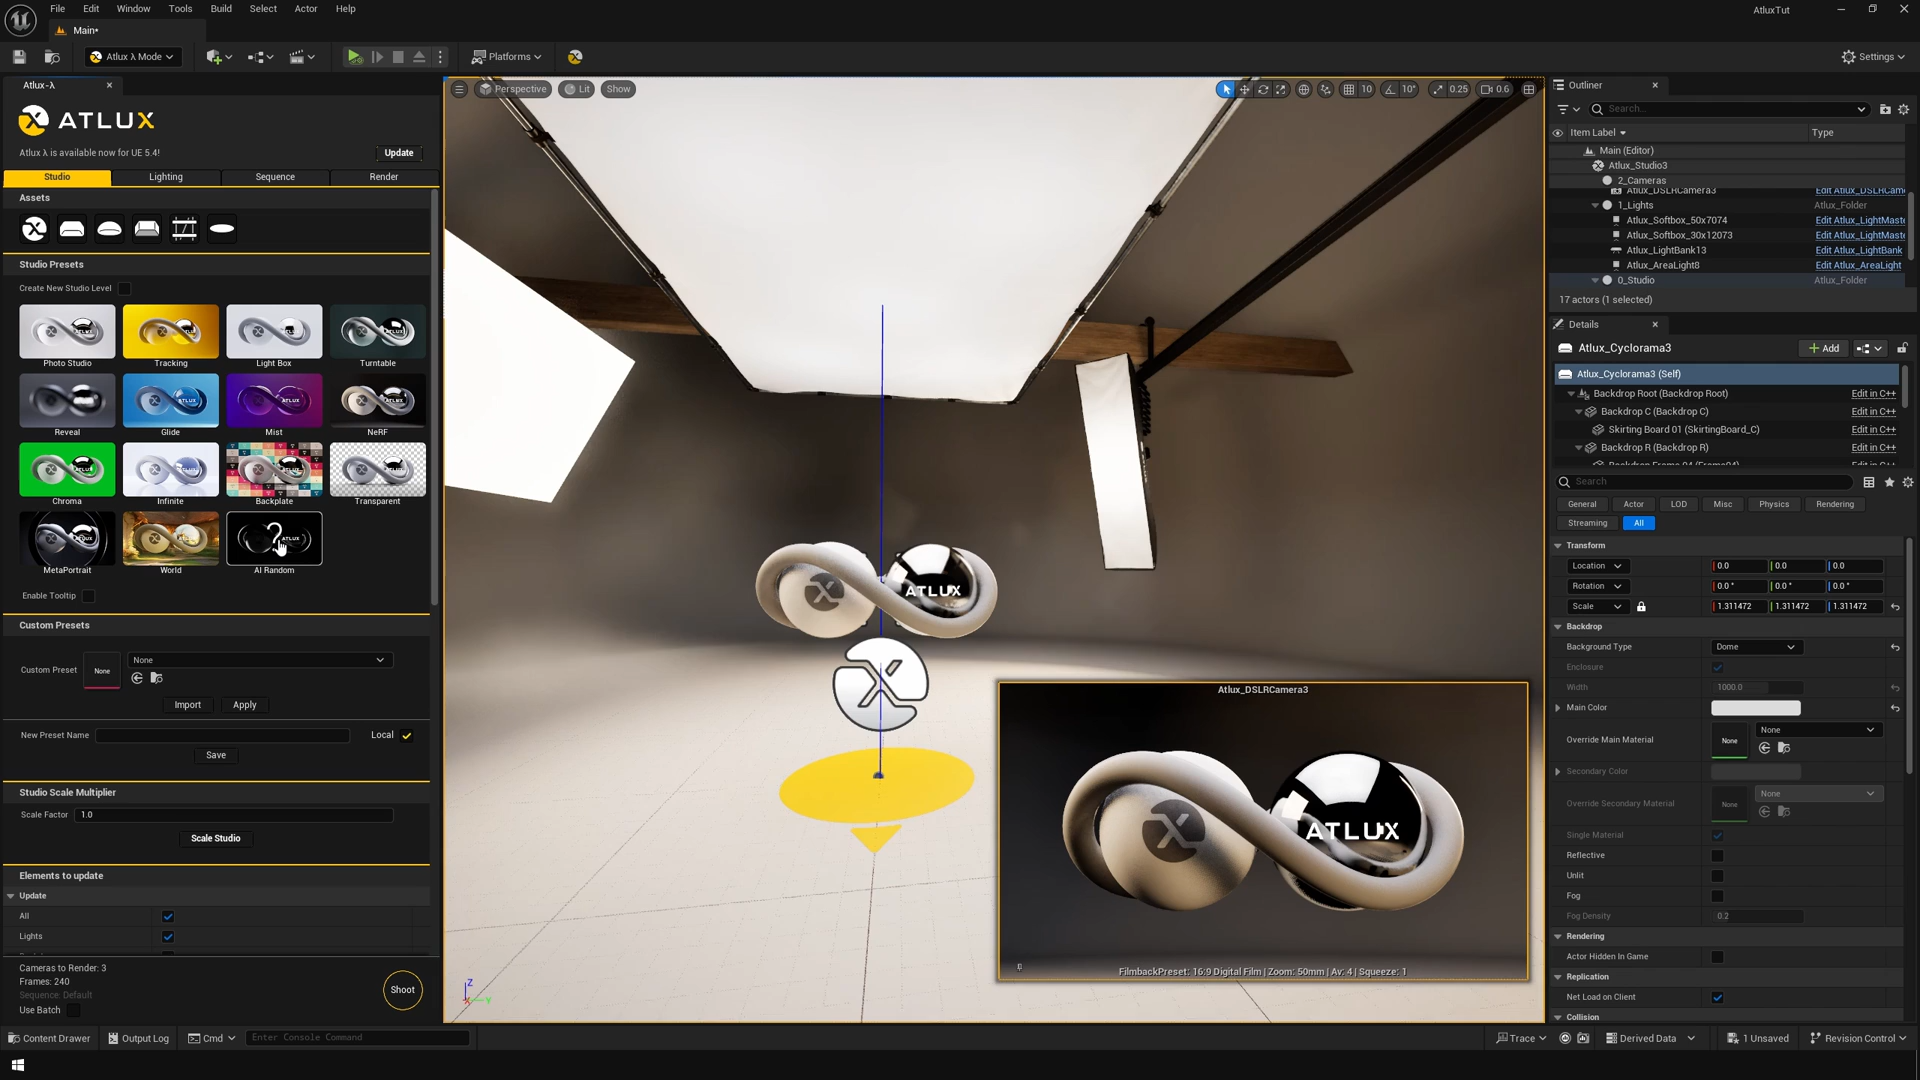 File Edit Window Tools Build Select Actor Help
AtluxTut
Main•
Atlux λ Mode
Platforms
Settings
Atlux-λ
ATLUX
Atlux λ is available now for UE 5.4!
Update
Studio Lighting Sequence Render
Assets
Studio Presets
Create New Studio Level
Photo Studio Tracking Light Box Turntable
Reveal Glide Mist NeRF
Chroma Infinite Backplate Transparent
MetaPortrait World AI Random
Enable Tooltip
Custom Presets
Custom Preset None None
Import Apply
New Preset Name Local
Save
Studio Scale Multiplier
Scale Factor 1.0
Scale Studio
Elements to update
Update
All
Lights
Cameras to Render: 3
Frames: 240
Sequence: Default
Use Batch
Shoot
Perspective Lit Show
10 10° 0.25 0.6
ATLUX
Atlux_DSLRCamera3
ATLUX
FilmbackPreset: 16:9 Digital Film | Zoom: 50mm | Av: 4 | Squeeze: 1
Z
Y
Outliner
Search...
Item Label Type
Main (Editor)
Atlux_Studio3
2_Cameras
Atlux_DSLRCamera3 Edit Atlux_DSLRCam
1_Lights Atlux_Folder
Atlux_Softbox_50x7074 Edit Atlux_LightMaste
Atlux_Softbox_30x12073 Edit Atlux_LightMaste
Atlux_LightBank13 Edit Atlux_LightBank
Atlux_AreaLight8 Edit Atlux_AreaLight
0_Studio Atlux_Folder
17 actors (1 selected)
Details
Atlux_Cyclorama3
Add
Atlux_Cyclorama3 (Self)
Backdrop Root (Backdrop Root) Edit in C++
Backdrop C (Backdrop C) Edit in C++
Skirting Board 01 (SkirtingBoard_C) Edit in C++
Backdrop R (Backdrop R) Edit in C++
Backdrop Frame 04 (Frame04) Edit in C++
Search
General Actor LOD Misc Physics Rendering
Streaming All
Transform
Location 0.0 0.0 0.0
Rotation 0.0° 0.0° 0.0°
Scale 1.311472 1.311472 1.311472
Backdrop
Background Type Dome
Enclosure
Width 1000.0
Main Color
Override Main Material None None
Secondary Color
Override Secondary Material None None
Single Material
Reflective
Unlit
Fog
Fog Density 0.2
Rendering
Actor Hidden In Game
Replication
Net Load on Client
Collision
Content Drawer Output Log Cmd Enter Console Command
Trace Derived Data 1 Unsaved Revision Control